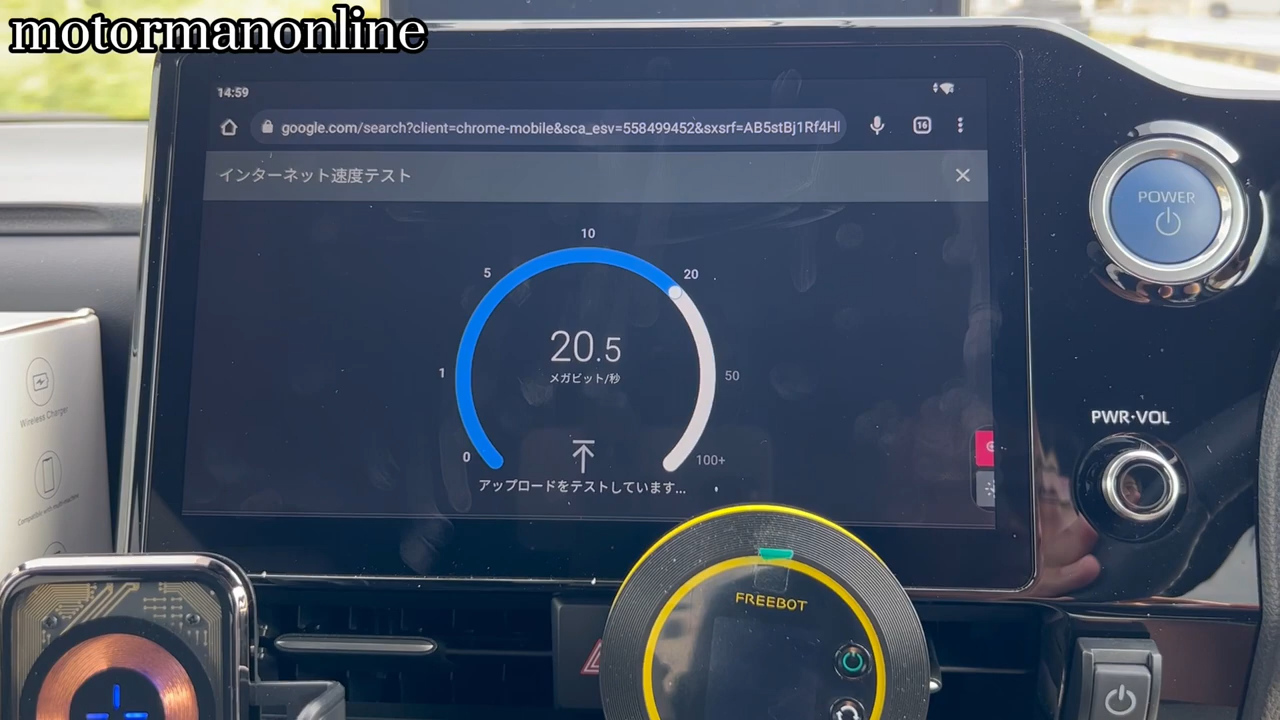 motormanonline
14:59
google.com/search?client=chrome-mobile&sca_esv=558499452&sxsrf=AB5stBj1Rf4H
16
インターネット速度テスト
POWER
10
5
20
20.5
メガビット/秒
1
50
0
100+
アップロードをテストしています...
PWR·VOL
Wireless Charger
FREEBOT